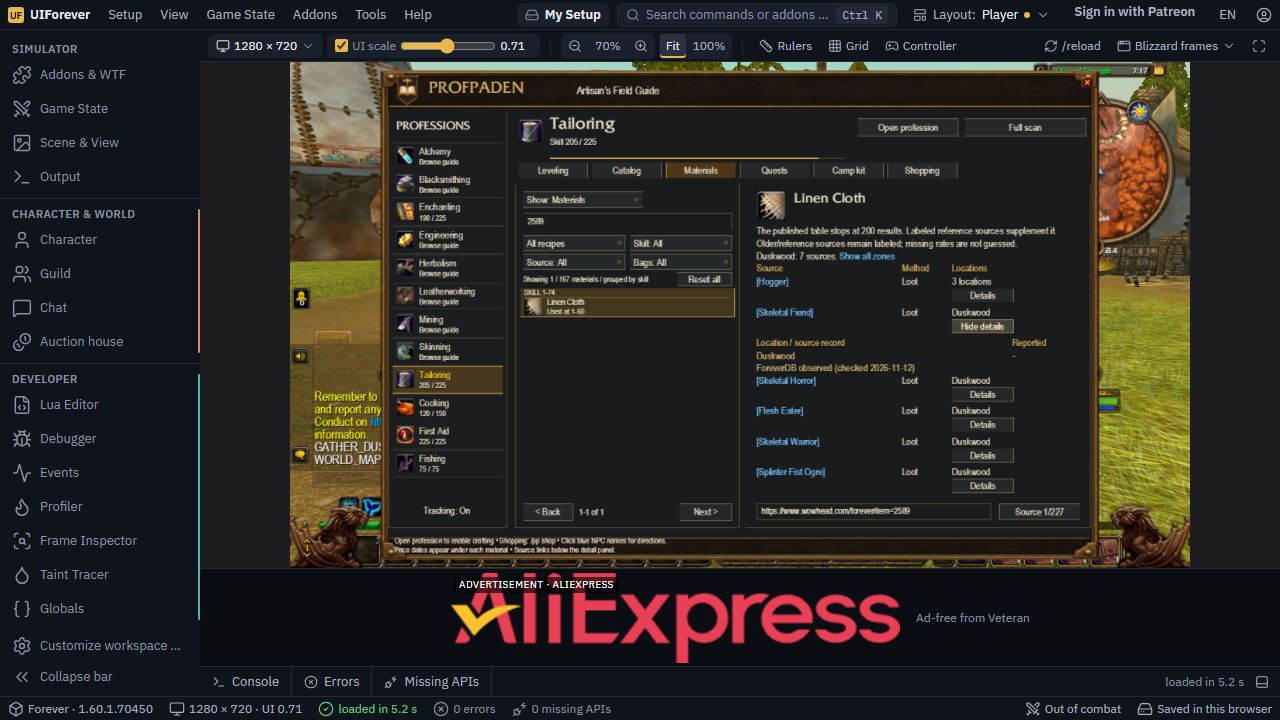 UF UIForever Setup View Game State Addons Tools Help My Setup Search commands or addons ... Ctrl K Layout: Player Sign in with Patreon EN
SIMULATOR
Addons & WTF
Game State
Scene & View
Output
CHARACTER & WORLD
Character
Guild
Chat
Auction house
DEVELOPER
Lua Editor
Debugger
Events
Profiler
Frame Inspector
Taint Tracer
Globals
Customize workspace ...
Collapse bar
1280 × 720 UI scale 0.71 70% Fit 100% Rulers Grid Controller /reload Blizzard frames
7:17
PROFPADEN Artisan's Field Guide
PROFESSIONS
Alchemy
Browse guide
Blacksmithing
Browse guide
Enchanting
190 / 225
Engineering
Browse guide
Herbalism
Browse guide
Leatherworking
Browse guide
Mining
Browse guide
Skinning
Browse guide
Tailoring
205 / 225
Cooking
120 / 150
First Aid
225 / 225
Fishing
75 / 75
Tracking: On
Tailoring
Skill 205 / 225
Open profession Full scan
Leveling Catalog Materials Quests Camp kit Shopping
Show: Materials
2589
All recipes Skill: All
Source: All Bags: All
Showing 1 / 167 materials / grouped by skill Reset all
SKILL 1-74
Linen Cloth
Used at 1-60
< Back 1-1 of 1 Next >
Linen Cloth
The published table stops at 200 results. Labeled reference sources supplement it.
Older/reference sources remain labeled; missing rates are not guessed.
Duskwood: 7 sources. Show all zones
Source Method Locations
[Hogger] Loot 3 locations
Details
[Skeletal Fiend] Loot Duskwood
Hide details
Location / source record Reported
Duskwood -
ForeverDB observed (checked 2026-11-12)
[Skeletal Horror] Loot Duskwood
Details
[Flesh Eater] Loot Duskwood
Details
[Skeletal Warrior] Loot Duskwood
Details
[Splinter Fist Ogre] Loot Duskwood
Details
https://www.wowhead.com/forever/item=2589 Source 1/227
Open profession to enable crafting • Shopping: /pp shop • Click blue NPC names for directions.
Price dates appear under each material • Source links below the detail panel.
General
Remember to
and report any
Conduct on
information.
GATHER_DUS
WORLD_MAP
ADVERTISEMENT · ALIEXPRESS
AliExpress
Ad-free from Veteran
Console Errors Missing APIs loaded in 5.2 s
Forever · 1.60.1.70450 1280 × 720 · UI 0.71 loaded in 5.2 s 0 errors 0 missing APIs Out of combat Saved in this browser